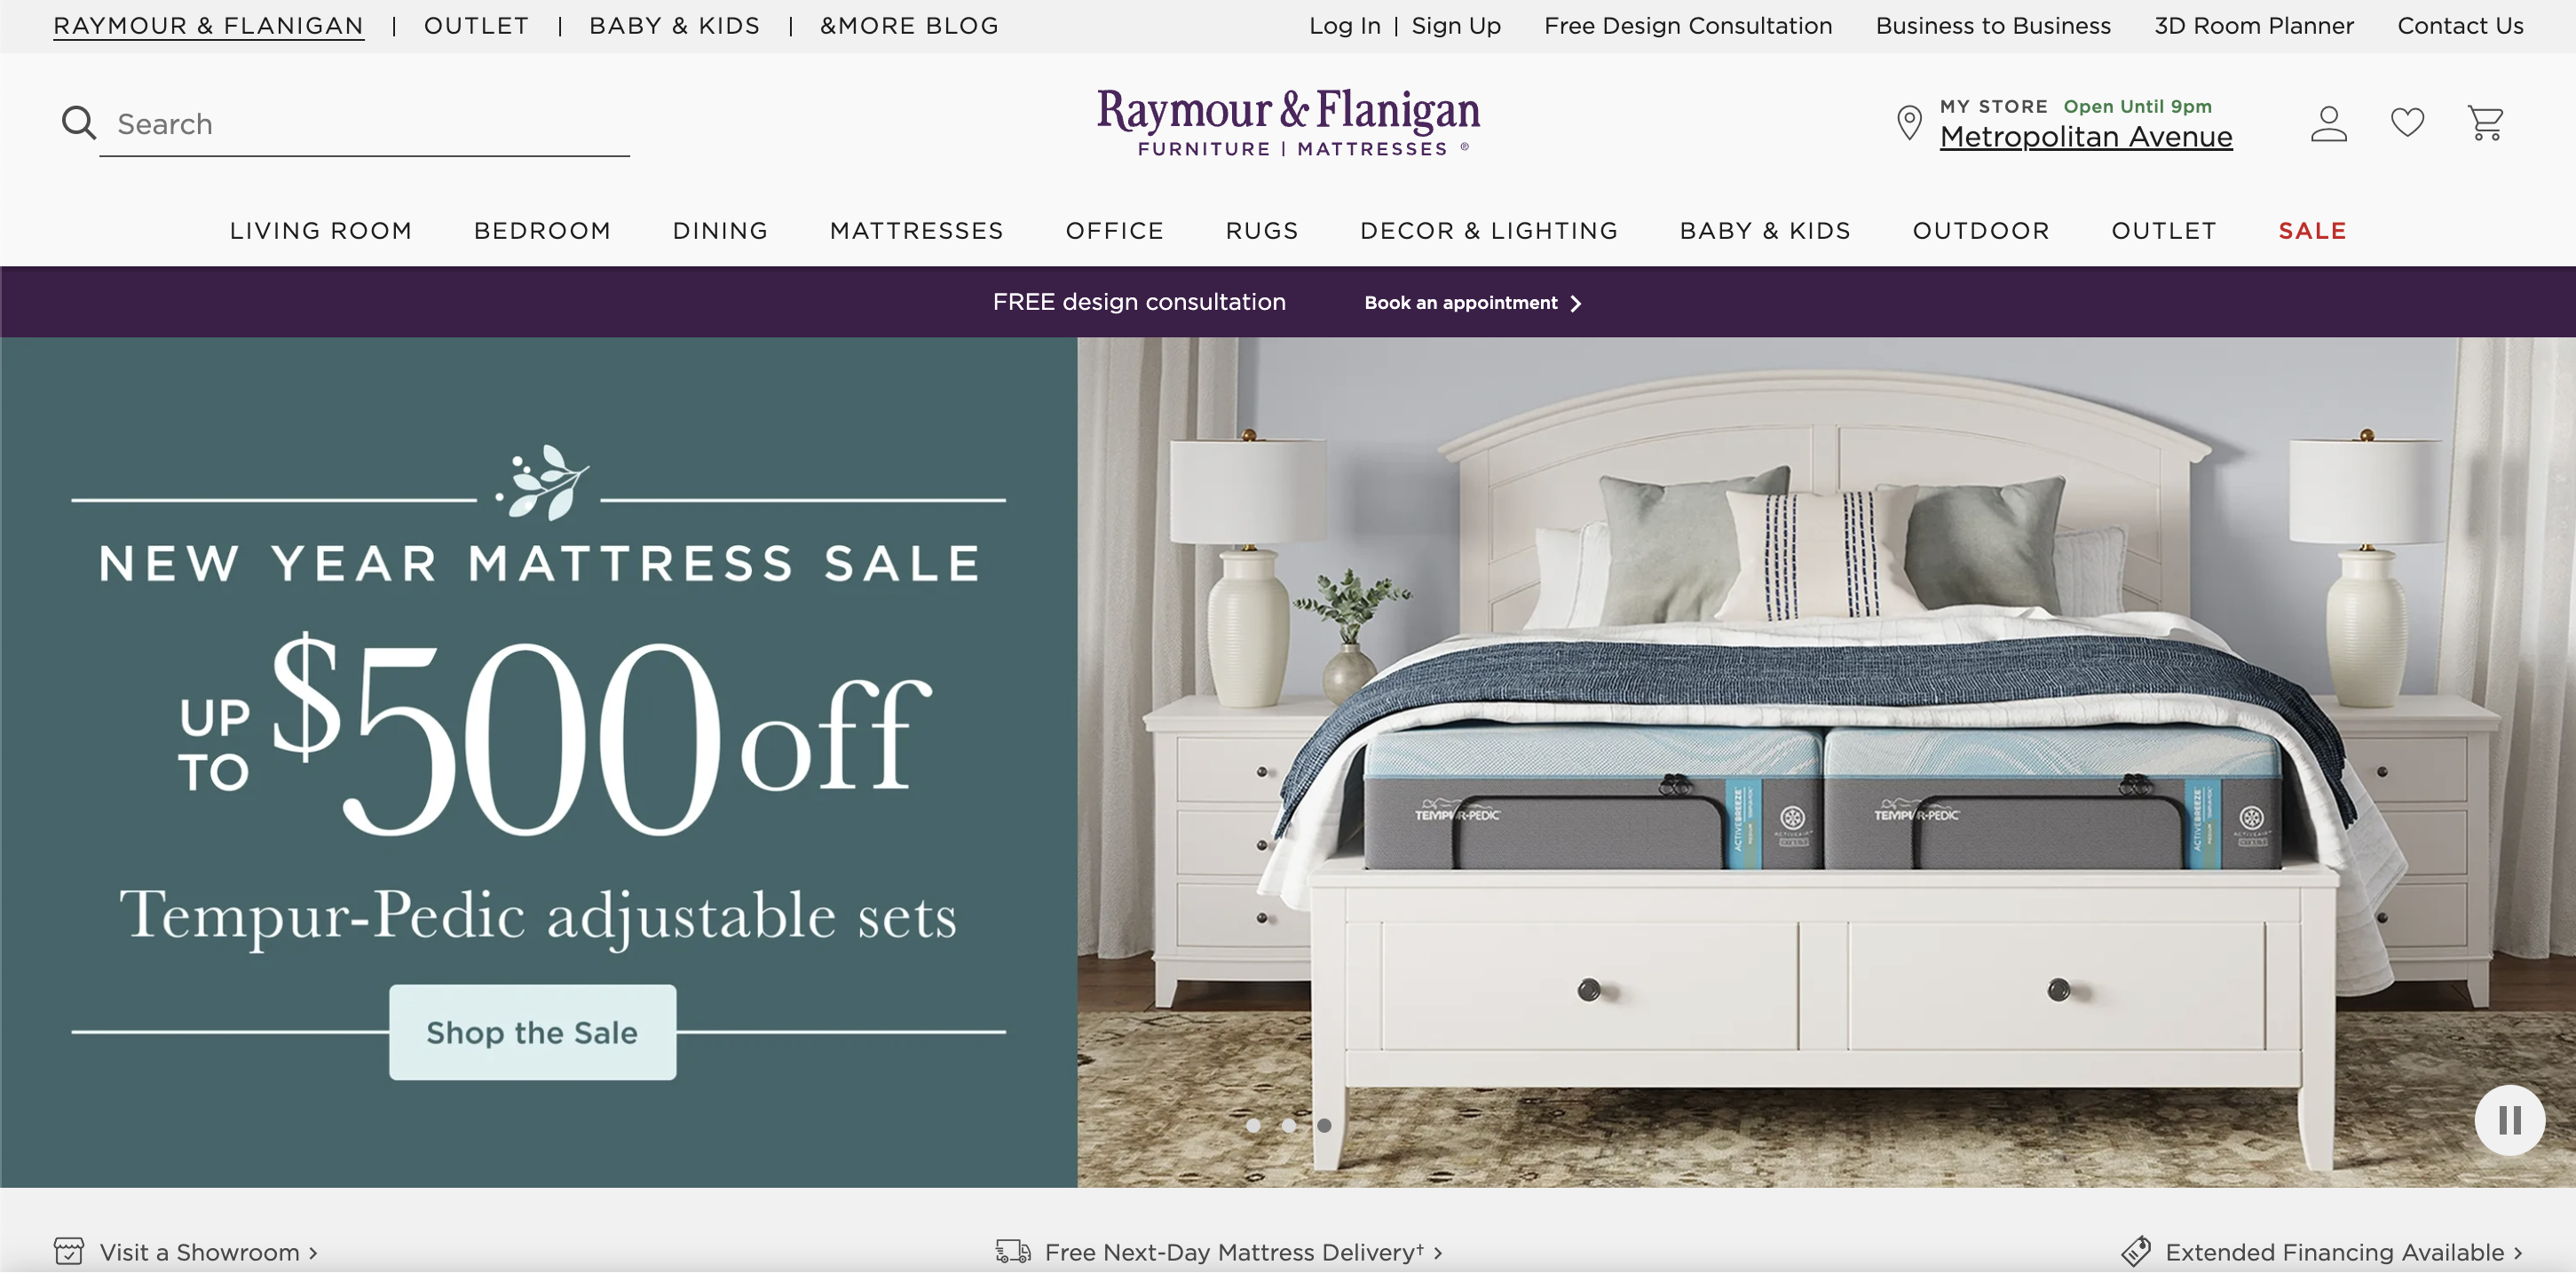 RAYMOUR & FLANIGAN | OUTLET | BABY & KIDS | &MORE BLOG
Log In | Sign Up Free Design Consultation Business to Business 3D Room Planner Contact Us
Search
Raymour & Flanigan
FURNITURE | MATTRESSES ®
MY STORE Open Until 9pm
Metropolitan Avenue
LIVING ROOM BEDROOM DINING MATTRESSES OFFICE RUGS DECOR & LIGHTING BABY & KIDS OUTDOOR OUTLET SALE
FREE design consultation Book an appointment
NEW YEAR MATTRESS SALE
UP TO $500 off
Tempur-Pedic adjustable sets
Shop the Sale
TEMPUR-PEDIC ACTIVEBREEZE
TEMPUR-PEDIC ACTIVEBREEZE
Visit a Showroom
Free Next-Day Mattress Delivery†
Extended Financing Available